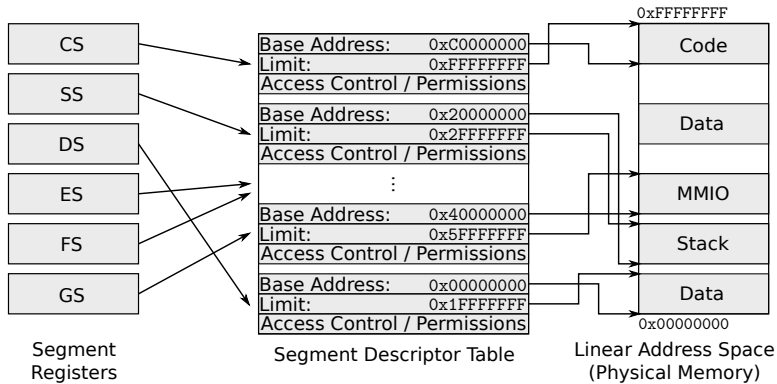 CS
SS
DS
ES
FS
GS
Segment
Registers
Base Address: 0xC0000000
Limit: 0xFFFFFFFF
Access Control / Permissions
Base Address: 0x20000000
Limit: 0x2FFFFFFF
Access Control / Permissions
⋮
Base Address: 0x40000000
Limit: 0x5FFFFFFF
Access Control / Permissions
Base Address: 0x00000000
Limit: 0x1FFFFFFF
Access Control / Permissions
Segment Descriptor Table
0xFFFFFFFF
Code
Data
MMIO
Stack
Data
0x00000000
Linear Address Space
(Physical Memory)